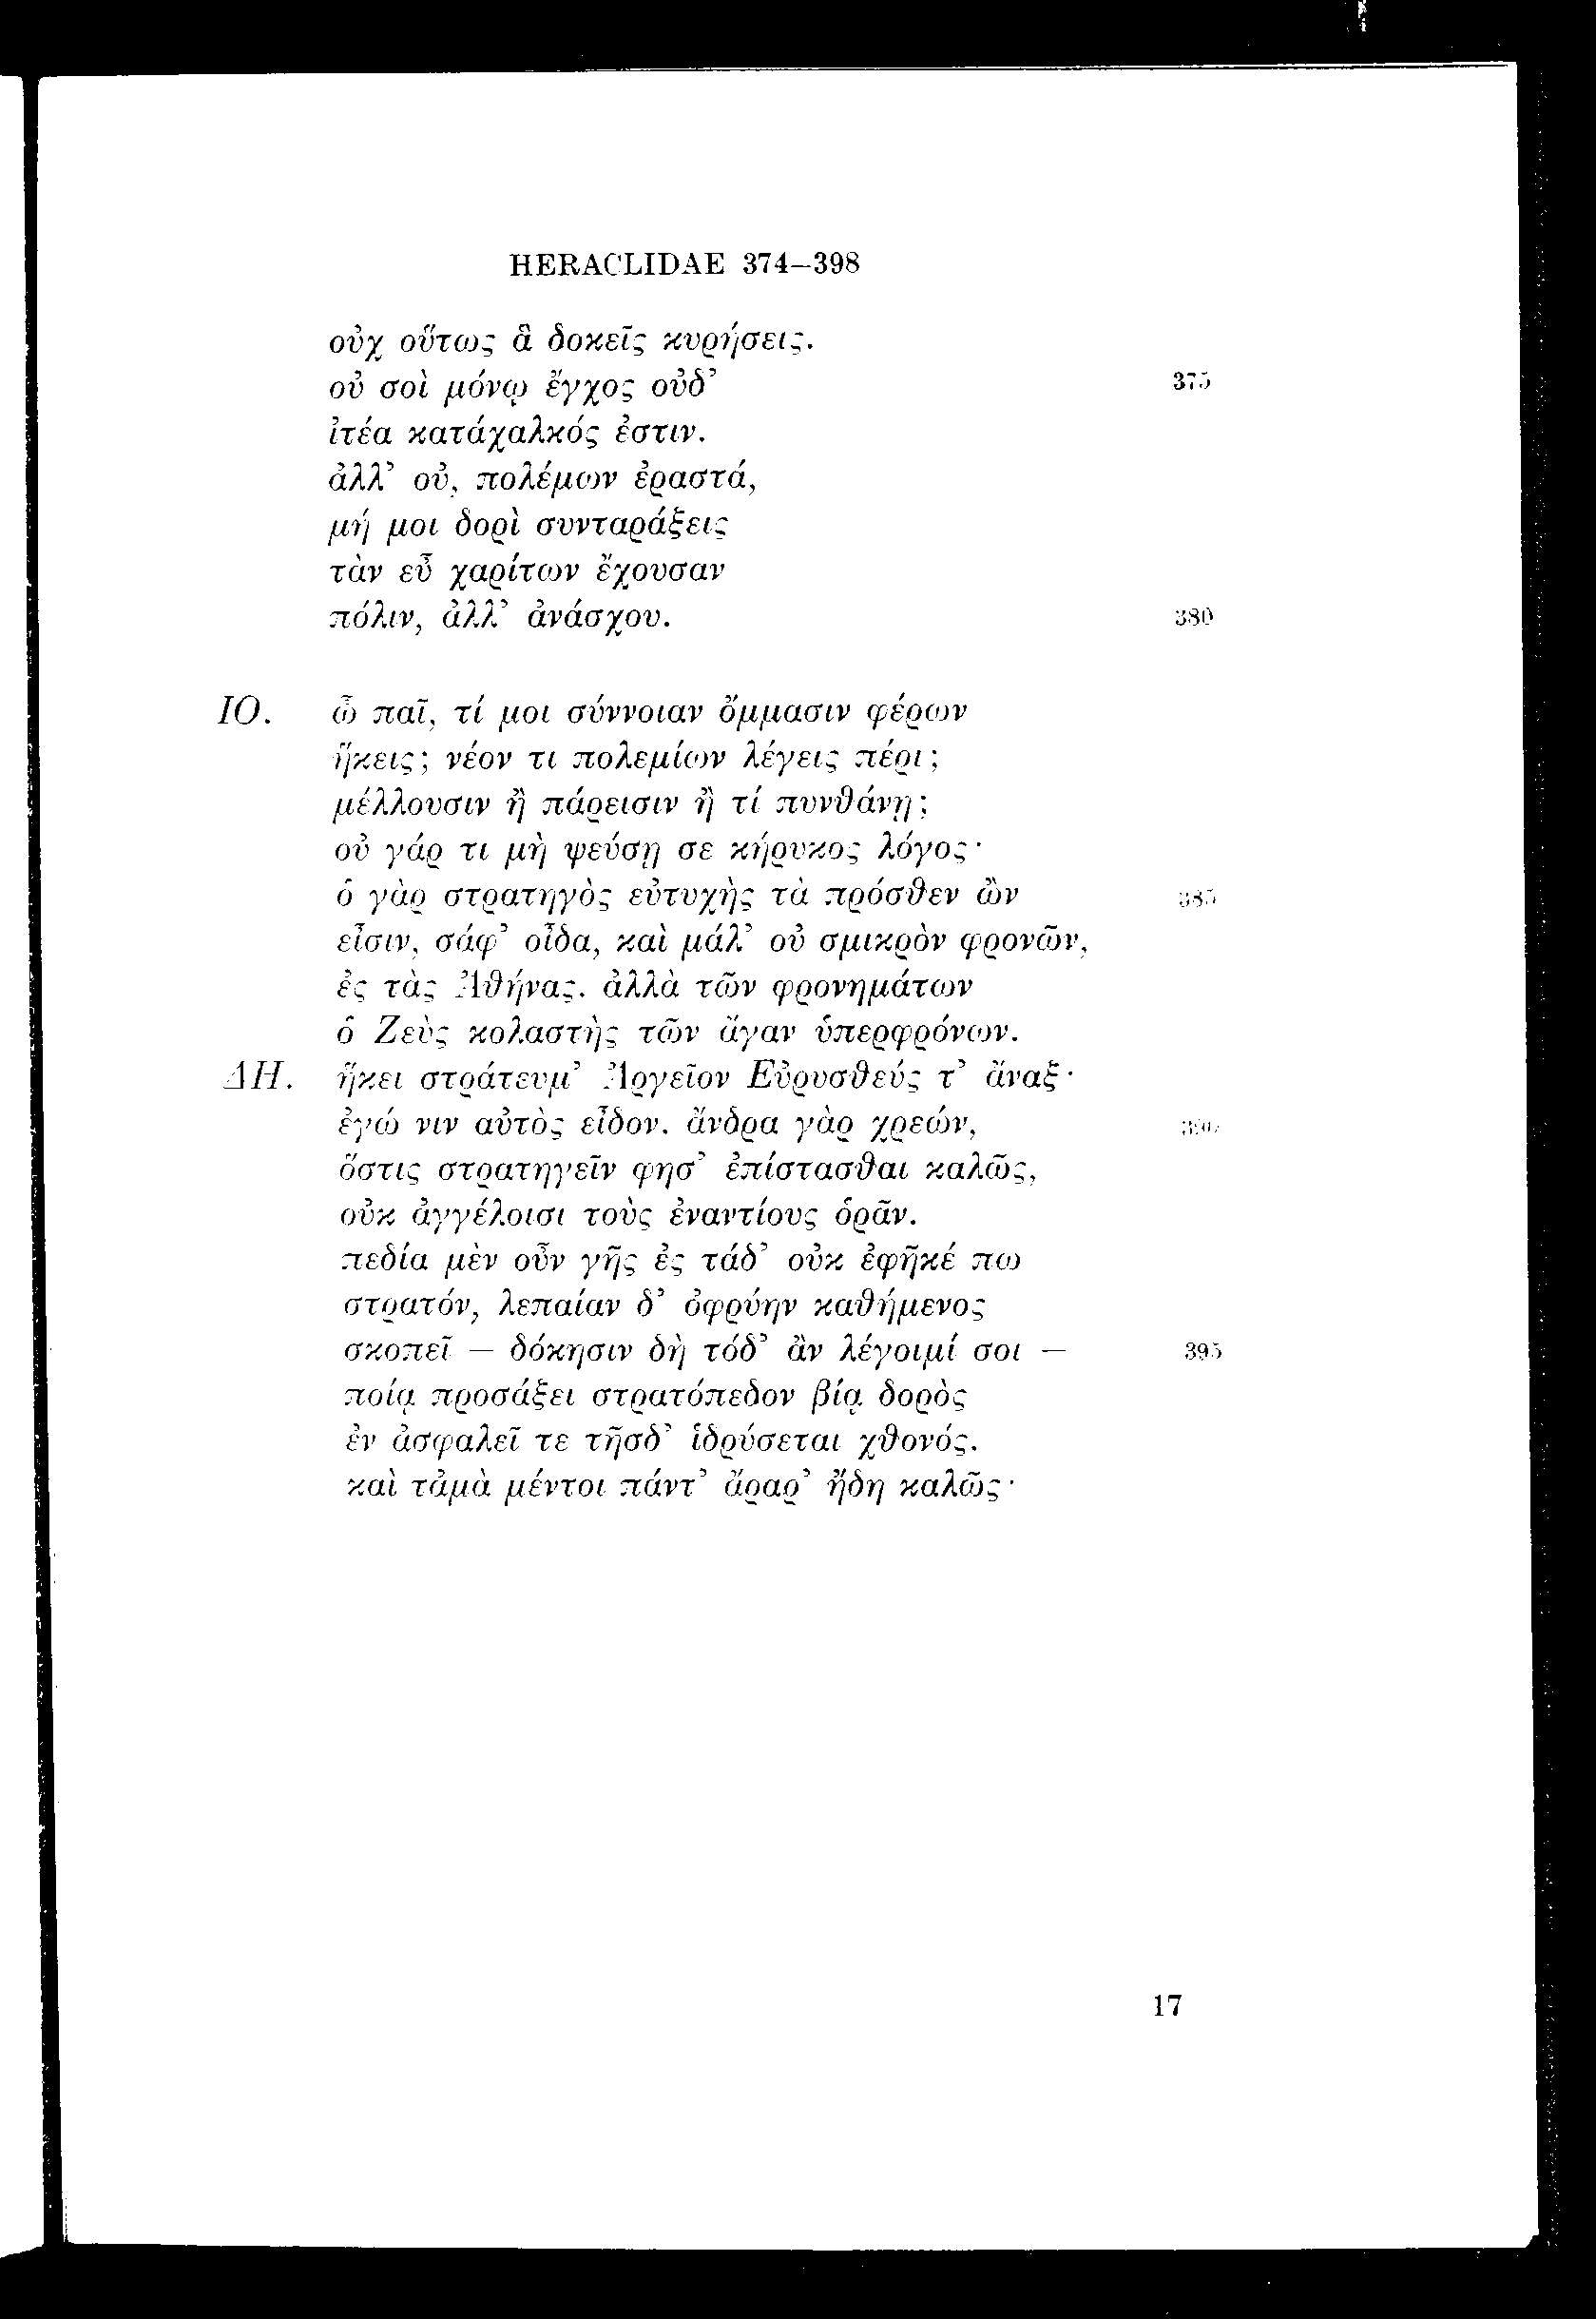 HERACLIDAE 374–398
οὐχ οὕτως ἃ δοκεῖς κυρήσεις.
οὐ σοὶ μόνῳ ἔγχος οὐδ’ 375
ἰτέα κατάχαλκός ἐστιν.
ἀλλ’ οὐ, πολέμων ἐραστά,
μή μοι δορὶ συνταράξεις
τὰν εὖ χαρίτων ἔχουσαν
πόλιν, ἀλλ’ ἀνάσχου. 380
ΙΟ. ὦ παῖ, τί μοι σύννοιαν ὄμμασιν φέρων
ἥκεις; νέον τι πολεμίων λέγεις πέρι;
μέλλουσιν ἢ πάρεισιν ἢ τί πυνθάνῃ;
οὐ γάρ τι μὴ ψεύσῃ σε κήρυκος λόγος·
ὁ γὰρ στρατηγὸς εὐτυχὴς τὰ πρόσθεν ὢν 385
εἶσιν, σάφ’ οἶδα, καὶ μάλ’ οὐ σμικρὸν φρονῶν,
ἐς τὰς Ἀθήνας. ἀλλὰ τῶν φρονημάτων
ὁ Ζεὺς κολαστὴς τῶν ἄγαν ὑπερφρόνων.
ΔΗ. ἥκει στράτευμ’ Ἀργεῖον Εὐρυσθεύς τ’ ἄναξ·
ἐγώ νιν αὐτὸς εἶδον. ἄνδρα γὰρ χρεών, 390
ὅστις στρατηγεῖν φησ’ ἐπίστασθαι καλῶς,
οὐκ ἀγγέλοισι τοὺς ἐναντίους ὁρᾶν.
πεδία μὲν οὖν γῆς ἐς τάδ’ οὐκ ἐφῆκέ πω
στρατόν, λεπαίαν δ’ ὀφρύην καθήμενος
σκοπεῖ – δόκησιν δὴ τόδ’ ἂν λέγοιμί σοι – 395
ποίᾳ προσάξει στρατόπεδον βίᾳ δορὸς
ἐν ἀσφαλεῖ τε τῆσδ’ ἱδρύσεται χθονός.
καὶ τἀμὰ μέντοι πάντ’ ἄραρ’ ἤδη καλῶς·
17